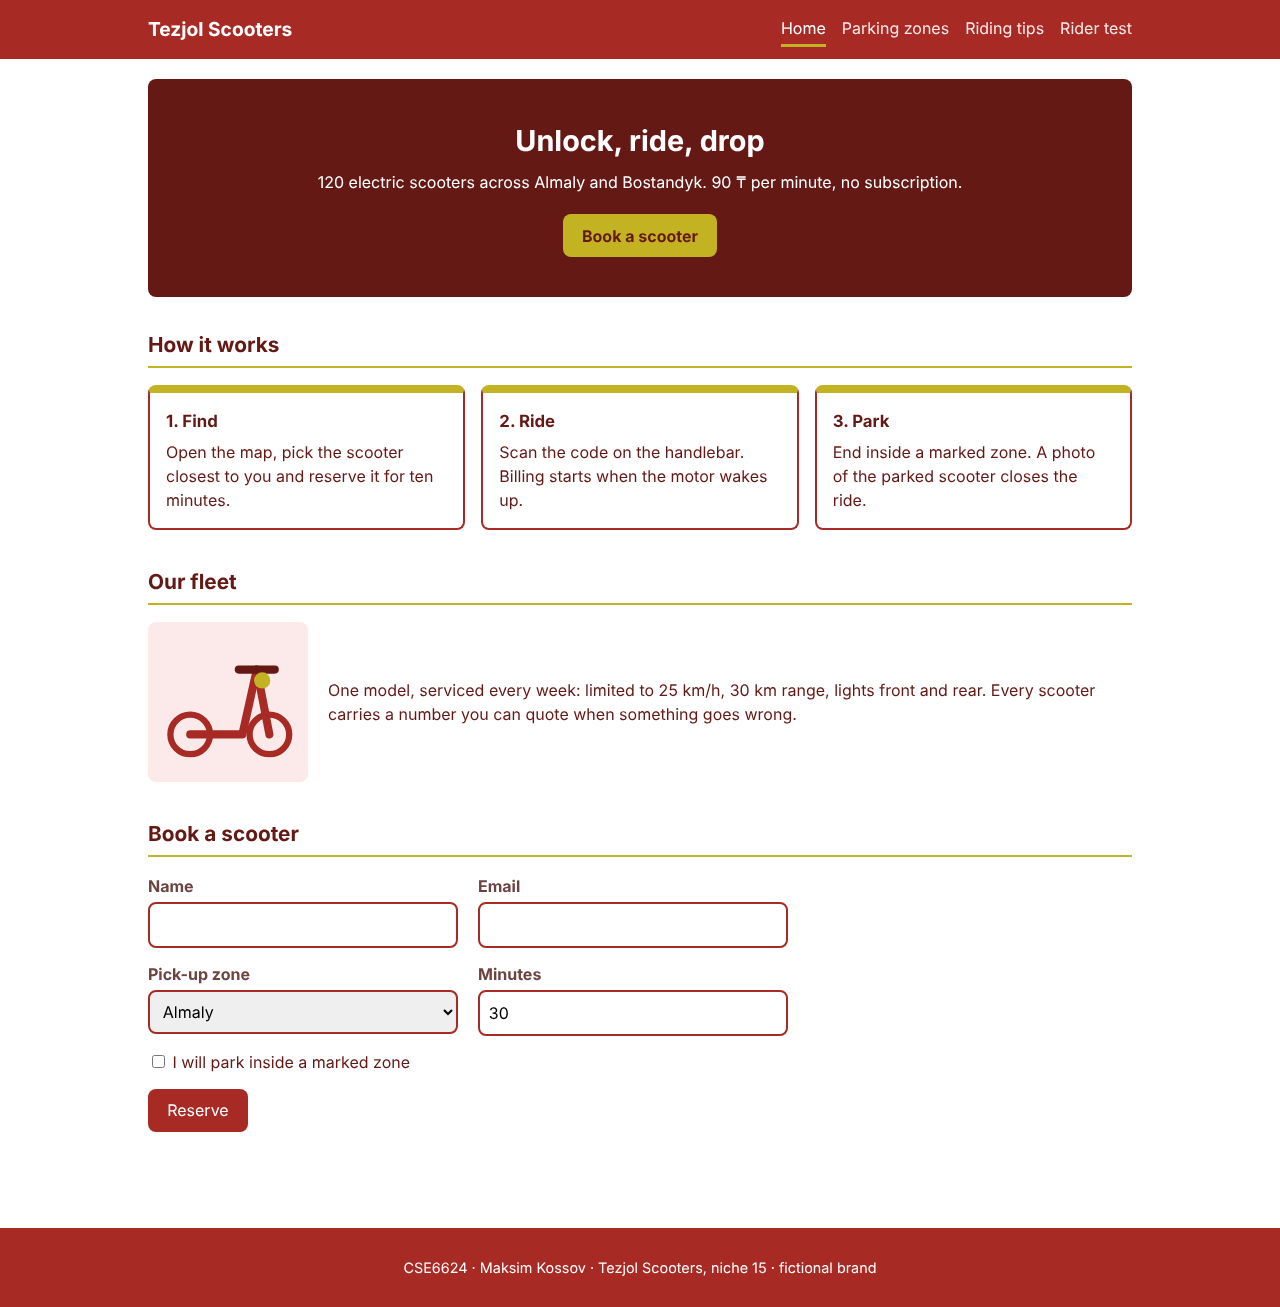 Tezjol Scooters
Home Parking zones Riding tips Rider test
Unlock, ride, drop
120 electric scooters across Almaly and Bostandyk. 90 ₸ per minute, no subscription.
Book a scooter
How it works
1. Find
Open the map, pick the scooter
closest to you and reserve it for ten
minutes.
2. Ride
Scan the code on the handlebar.
Billing starts when the motor wakes
up.
3. Park
End inside a marked zone. A photo
of the parked scooter closes the
ride.
Our fleet
One model, serviced every week: limited to 25 km/h, 30 km range, lights front and rear. Every scooter
carries a number you can quote when something goes wrong.
Book a scooter
Name
Email
Pick-up zone
Almaly
Minutes
30
I will park inside a marked zone
Reserve
CSE6624 · Maksim Kossov · Tezjol Scooters, niche 15 · fictional brand